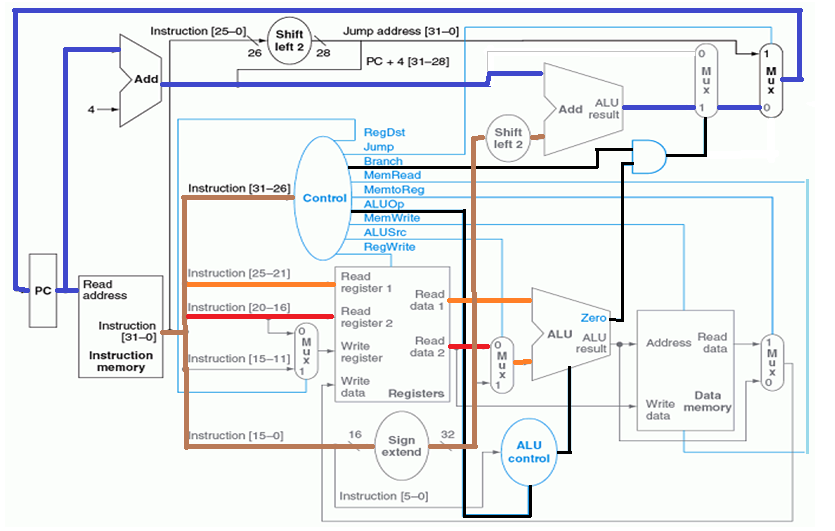 Instruction [25–0]
Shift
left 2
Jump address [31–0]
26
28
PC + 4 [31–28]
Add
4
0
M
u
x
1
1
M
u
x
0
Add
ALU
result
Shift
left 2
RegDst
Jump
Branch
MemRead
MemtoReg
ALUOp
MemWrite
ALUSrc
RegWrite
Control
Instruction [31–26]
PC
Read
address
Instruction
[31–0]
Instruction
memory
Instruction [25–21]
Instruction [20–16]
Instruction [15–11]
0
M
u
x
1
Read
register 1
Read
register 2
Write
register
Write
data
Read
data 1
Read
data 2
Registers
0
M
u
x
1
Zero
ALU
ALU
result
Address
Read
data
Write
data
Data
memory
1
M
u
x
0
Instruction [15–0]
16
Sign
extend
32
ALU
control
Instruction [5–0]